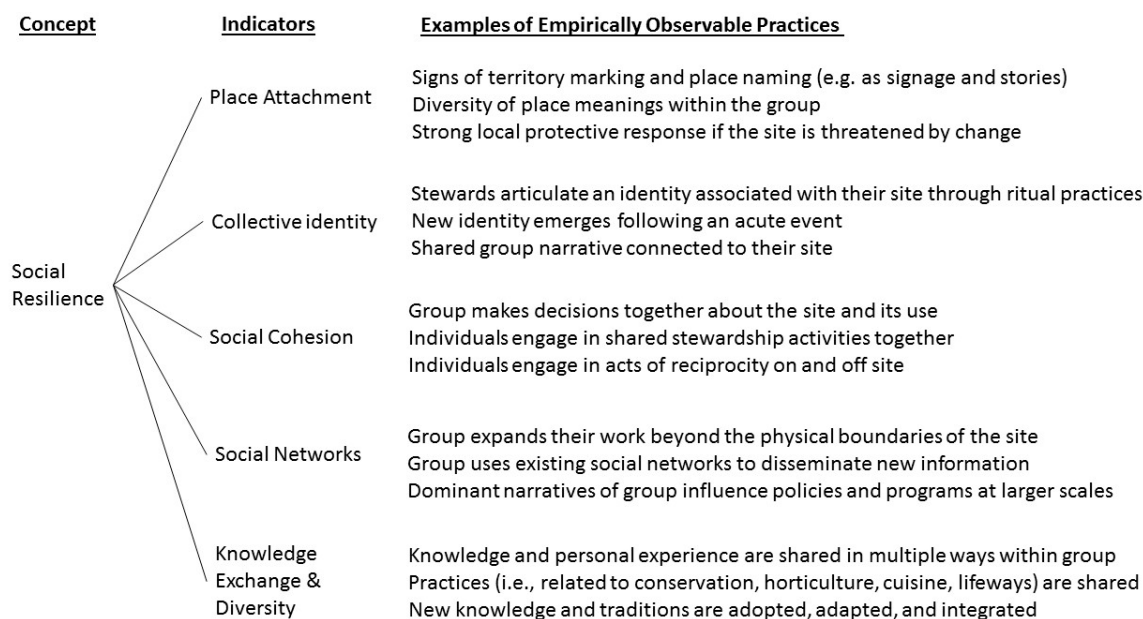 Concept Indicators Examples of Empirically Observable Practices
Place Attachment
Signs of territory marking and place naming (e.g. as signage and stories)
Diversity of place meanings within the group
Strong local protective response if the site is threatened by change
Collective identity
Stewards articulate an identity associated with their site through ritual practices
New identity emerges following an acute event
Shared group narrative connected to their site
Social
Resilience
Social Cohesion
Group makes decisions together about the site and its use
Individuals engage in shared stewardship activities together
Individuals engage in acts of reciprocity on and off site
Social Networks
Group expands their work beyond the physical boundaries of the site
Group uses existing social networks to disseminate new information
Dominant narratives of group influence policies and programs at larger scales
Knowledge
Exchange &
Diversity
Knowledge and personal experience are shared in multiple ways within group
Practices (i.e., related to conservation, horticulture, cuisine, lifeways) are shared
New knowledge and traditions are adopted, adapted, and integrated